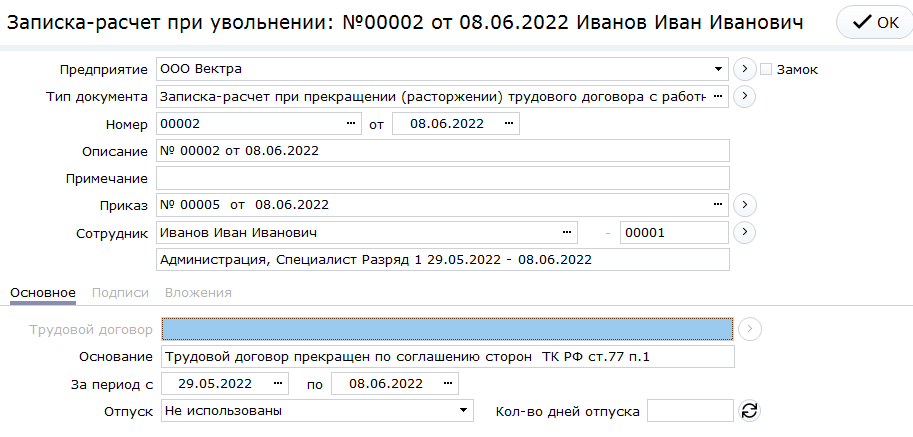 Записка-расчет при увольнении: №00002 от 08.06.2022 Иванов Иван Иванович OK
Предприятие ООО Вектра Замок
Тип документа Записка-расчет при прекращении (расторжении) трудового договора с работн ...
Номер 00002 ... от 08.06.2022 ...
Описание № 00002 от 08.06.2022
Примечание
Приказ № 00005 от 08.06.2022 ...
Сотрудник Иванов Иван Иванович ... - 00001
Администрация, Специалист Разряд 1 29.05.2022 - 08.06.2022
Основное Подписи Вложения
Трудовой договор
Основание Трудовой договор прекращен по соглашению сторон ТК РФ ст.77 п.1
За период с 29.05.2022 ... по 08.06.2022 ...
Отпуск Не использованы Кол-во дней отпуска